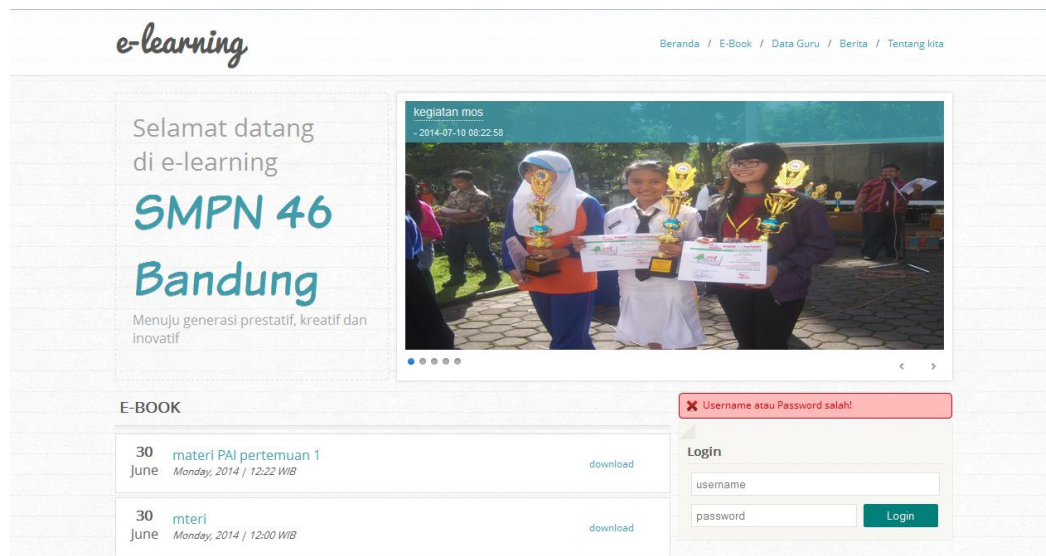 e-learning
Beranda / E-Book / Data Guru / Berita / Tentang kita
Selamat datang
di e-learning
SMPN 46
Bandung
Menuju generasi prestatif, kreatif dan
inovatif
kegiatan mos
- 2014-07-10 08:22:58
E-BOOK
30 June
materi PAI pertemuan 1
Monday, 2014 | 12:22 WIB
download
30 June
mteri
Monday, 2014 | 12:00 WIB
download
Username atau Password salah!
Login
username
password
Login